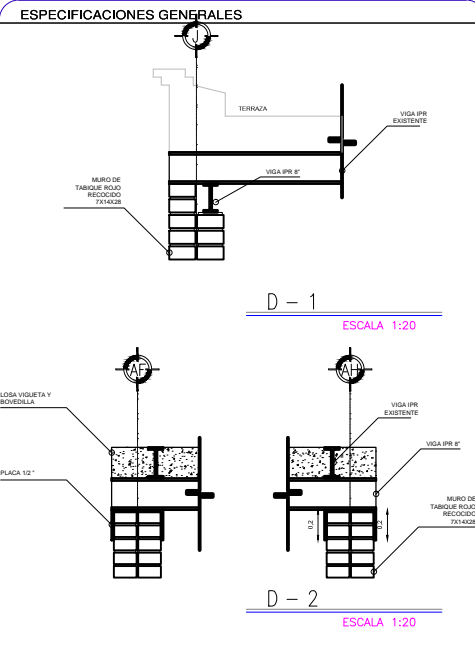 ESPECIFICACIONES GENERALES
J
TERRAZA
VIGA IPR
EXISTENTE
VIGA IPR 8"
MURO DE
TABIQUE ROJO
RECOCIDO
7X14X28
D - 1
ESCALA 1:20
AF
AH
LOSA VIGUETA Y
BOVEDILLA
VIGA IPR
EXISTENTE
VIGA IPR 8"
PLACA 1/2 "
0,2
0,2
MURO DE
TABIQUE ROJO
RECOCIDO
7X14X28
D - 2
ESCALA 1:20